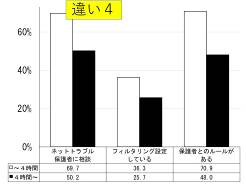 違い４
60%
40%
20%
0%
ネットトラブル 保護者に相談
フィルタリング設定 している
保護者とのルールが ある
□～４時間 69.7 36.3 70.9
■４時間～ 50.2 25.7 48.0